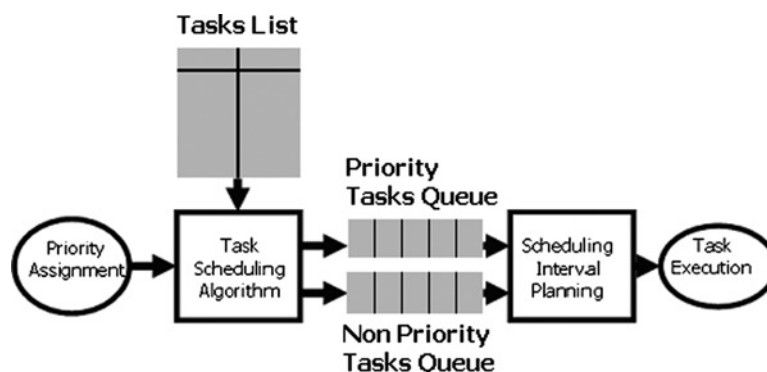 Tasks List
Priority
Tasks Queue
Priority
Assignment
Task
Scheduling
Algorithm
Scheduling
Interval
Planning
Task
Execution
Non Priority
Tasks Queue